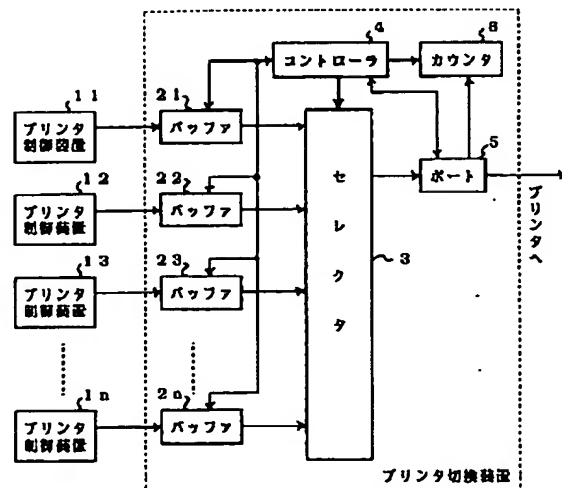 4
6
コントローラ
カウンタ
11
プリンタ
制御装置
21
バッファ
5
ポート
12
プリンタ
制御装置
22
バッファ
セレクタ
3
プリンタへ
13
プリンタ
制御装置
23
バッファ
1n
プリンタ
制御装置
2n
バッファ
プリンタ切換装置